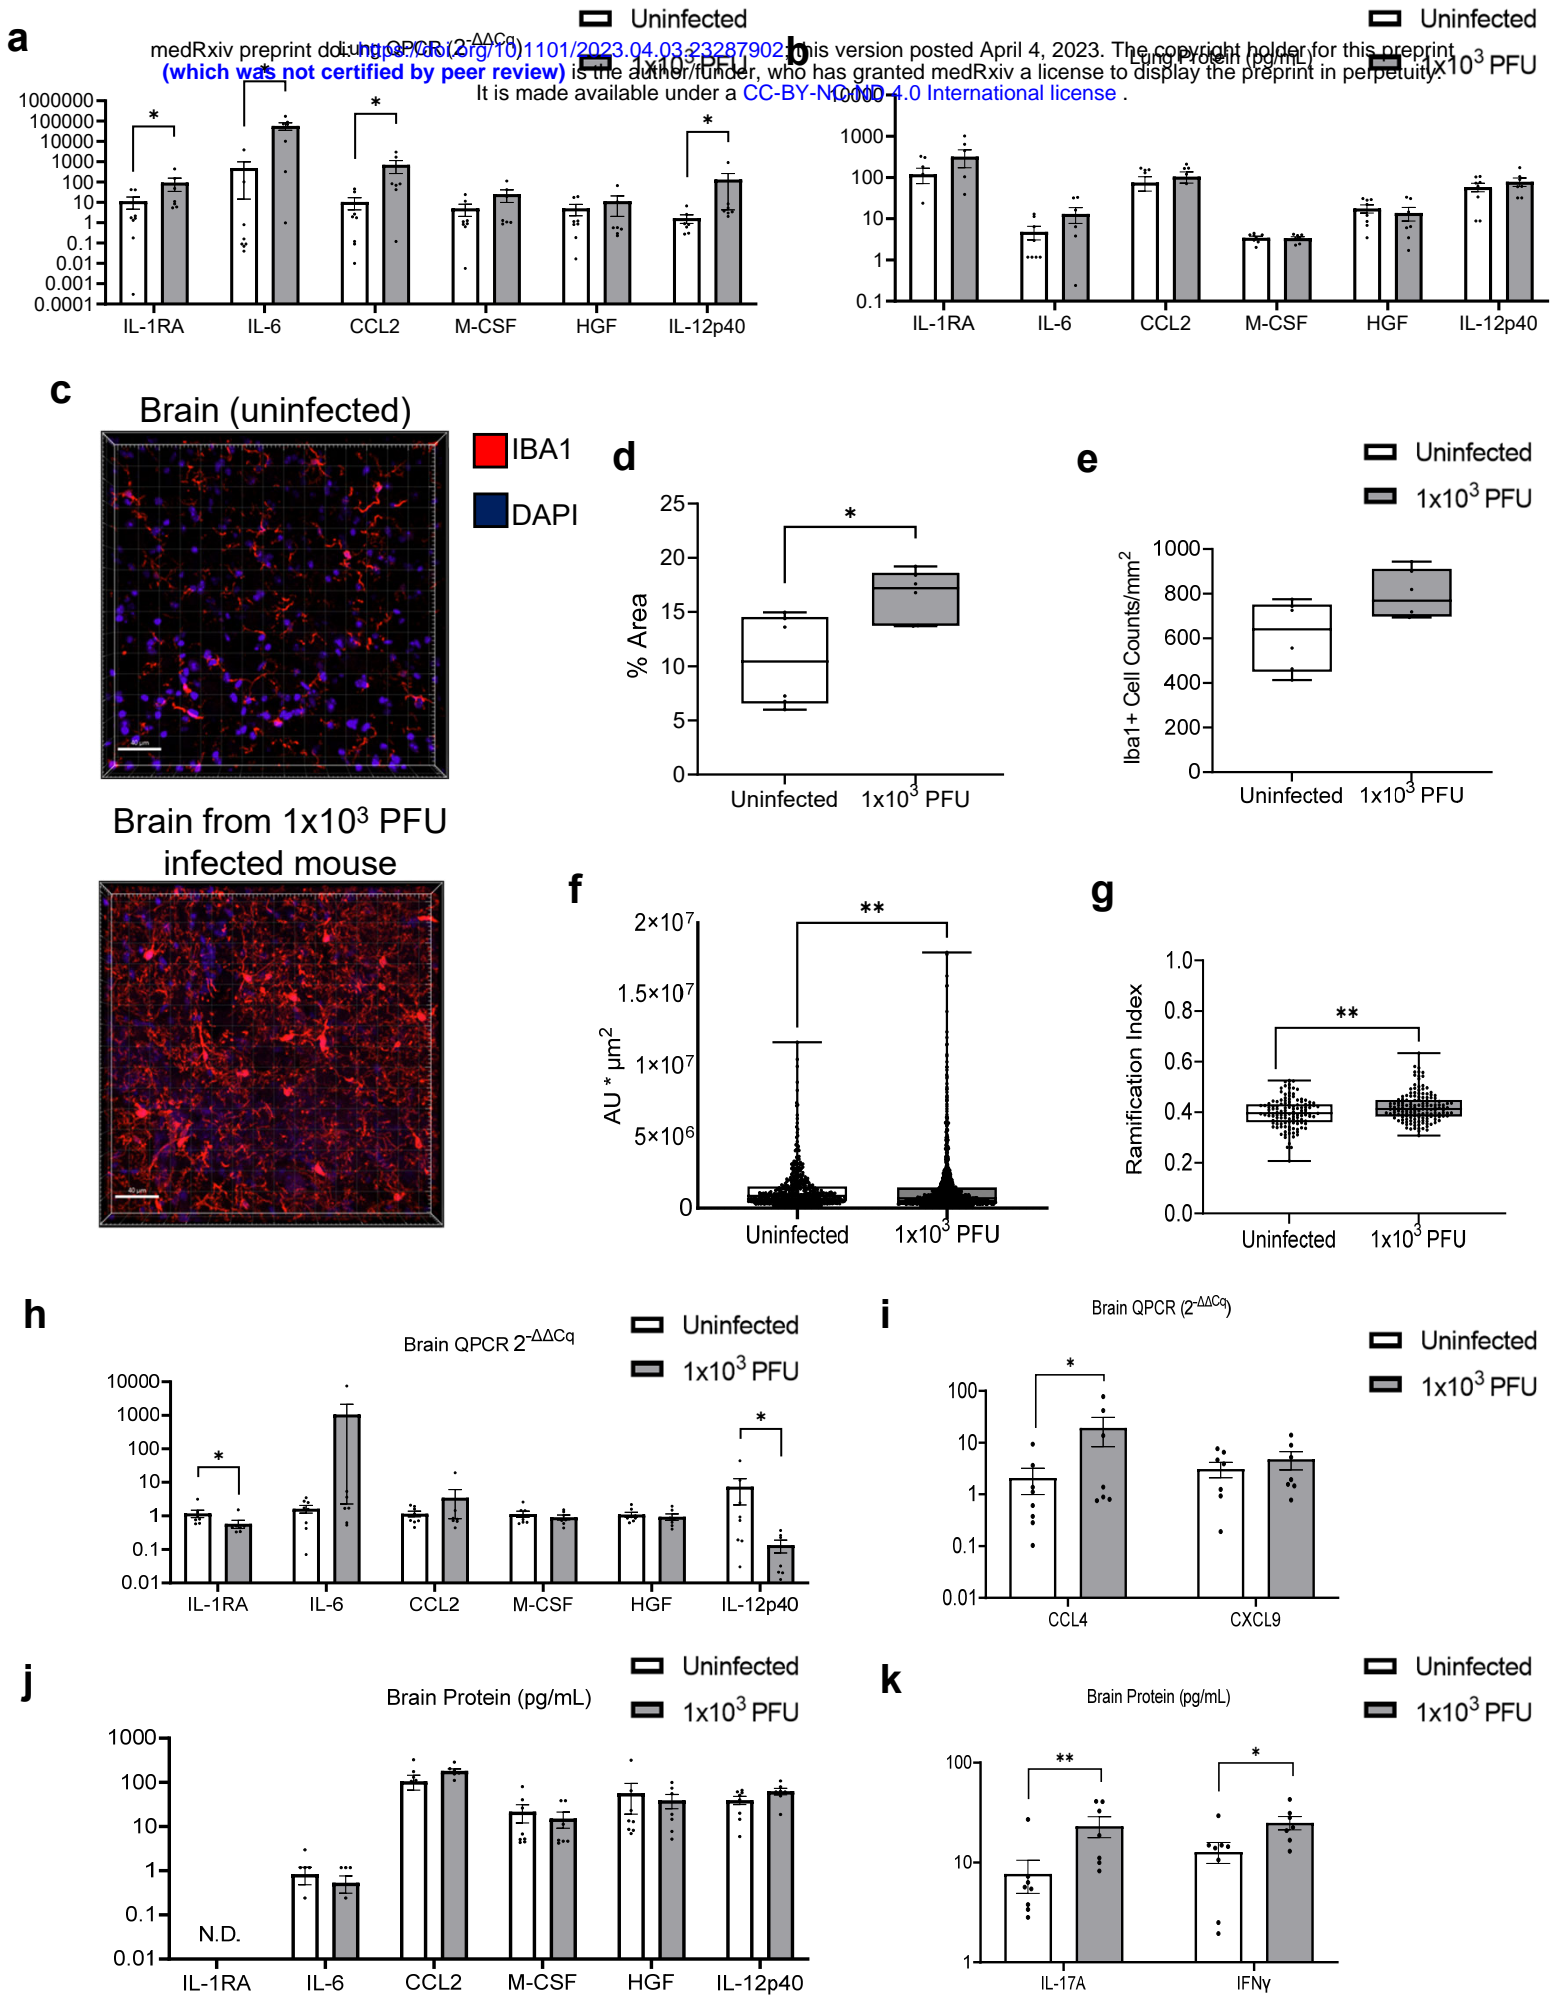 a
Lung QPCR (2-ΔΔCq)
Uninfected
1x10³ PFU
b
Lung Protein (pg/mL)
Uninfected
1x10³ PFU
medRxiv preprint doi: https://doi.org/10.1101/2023.04.03.23287902; this version posted April 4, 2023. The copyright holder for this preprint
(which was not certified by peer review) is the author/funder, who has granted medRxiv a license to display the preprint in perpetuity.
It is made available under a CC-BY-NC-ND 4.0 International license .
1000000
100000
10000
1000
100
10
1
0.1
0.01
0.001
0.0001
* * * *
IL-1RA IL-6 CCL2 M-CSF HGF IL-12p40
10000
1000
100
10
1
0.1
IL-1RA IL-6 CCL2 M-CSF HGF IL-12p40
c
Brain (uninfected)
IBA1
DAPI
40 µm
Brain from 1x10³ PFU
infected mouse
40 µm
d
% Area
25
20
15
10
5
0
*
Uninfected 1x10³ PFU
e
Uninfected
1x10³ PFU
Iba1+ Cell Counts/mm²
1000
800
600
400
200
0
Uninfected 1x10³ PFU
f
AU * µm²
2×10⁷
1.5×10⁷
1×10⁷
5×10⁶
0
**
Uninfected 1x10³ PFU
g
Ramification Index
1.0
0.8
0.6
0.4
0.2
0.0
**
Uninfected 1x10³ PFU
h
Brain QPCR 2-ΔΔCq
Uninfected
1x10³ PFU
10000
1000
100
10
1
0.1
0.01
* *
IL-1RA IL-6 CCL2 M-CSF HGF IL-12p40
i
Brain QPCR (2-ΔΔCq)
Uninfected
1x10³ PFU
100
10
1
0.1
0.01
*
CCL4 CXCL9
j
Brain Protein (pg/mL)
Uninfected
1x10³ PFU
1000
100
10
1
0.1
0.01
N.D.
IL-1RA IL-6 CCL2 M-CSF HGF IL-12p40
k
Brain Protein (pg/mL)
Uninfected
1x10³ PFU
100
10
1
** *
IL-17A IFNγ